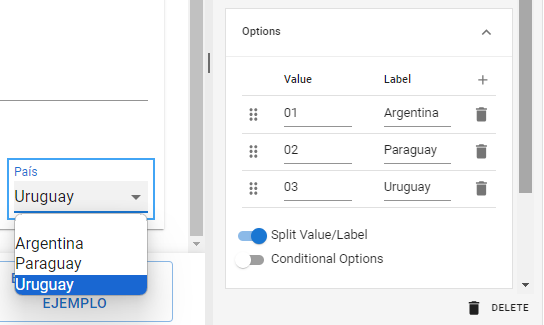 País
Uruguay
Argentina
Paraguay
Uruguay
EJEMPLO
Options
Value Label
01 Argentina
02 Paraguay
03 Uruguay
Split Value/Label
Conditional Options
DELETE